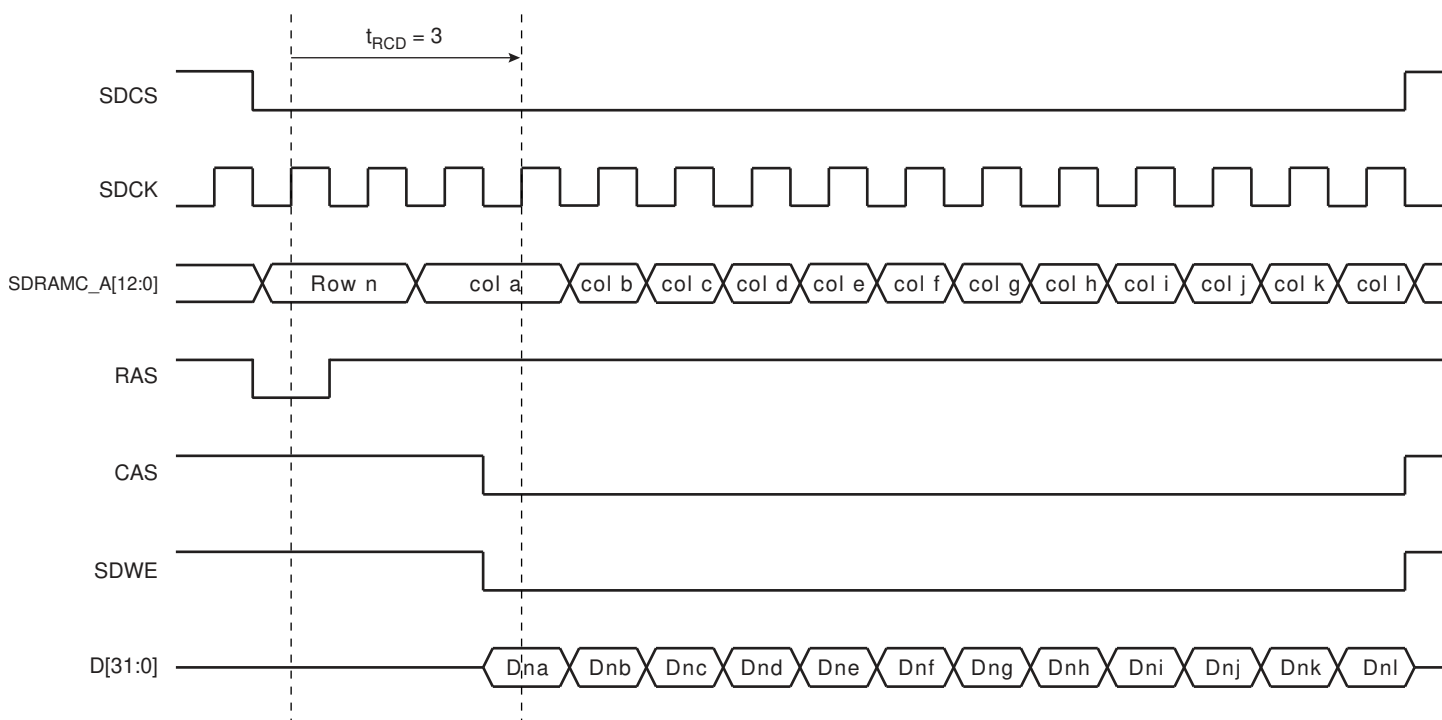 tRCD = 3
SDCS
SDCK
SDRAMC_A[12:0] Row n col a col b col c col d col e col f col g col h col i col j col k col l
RAS
CAS
SDWE
D[31:0] Dna Dnb Dnc Dnd Dne Dnf Dng Dnh Dni Dnj Dnk Dnl